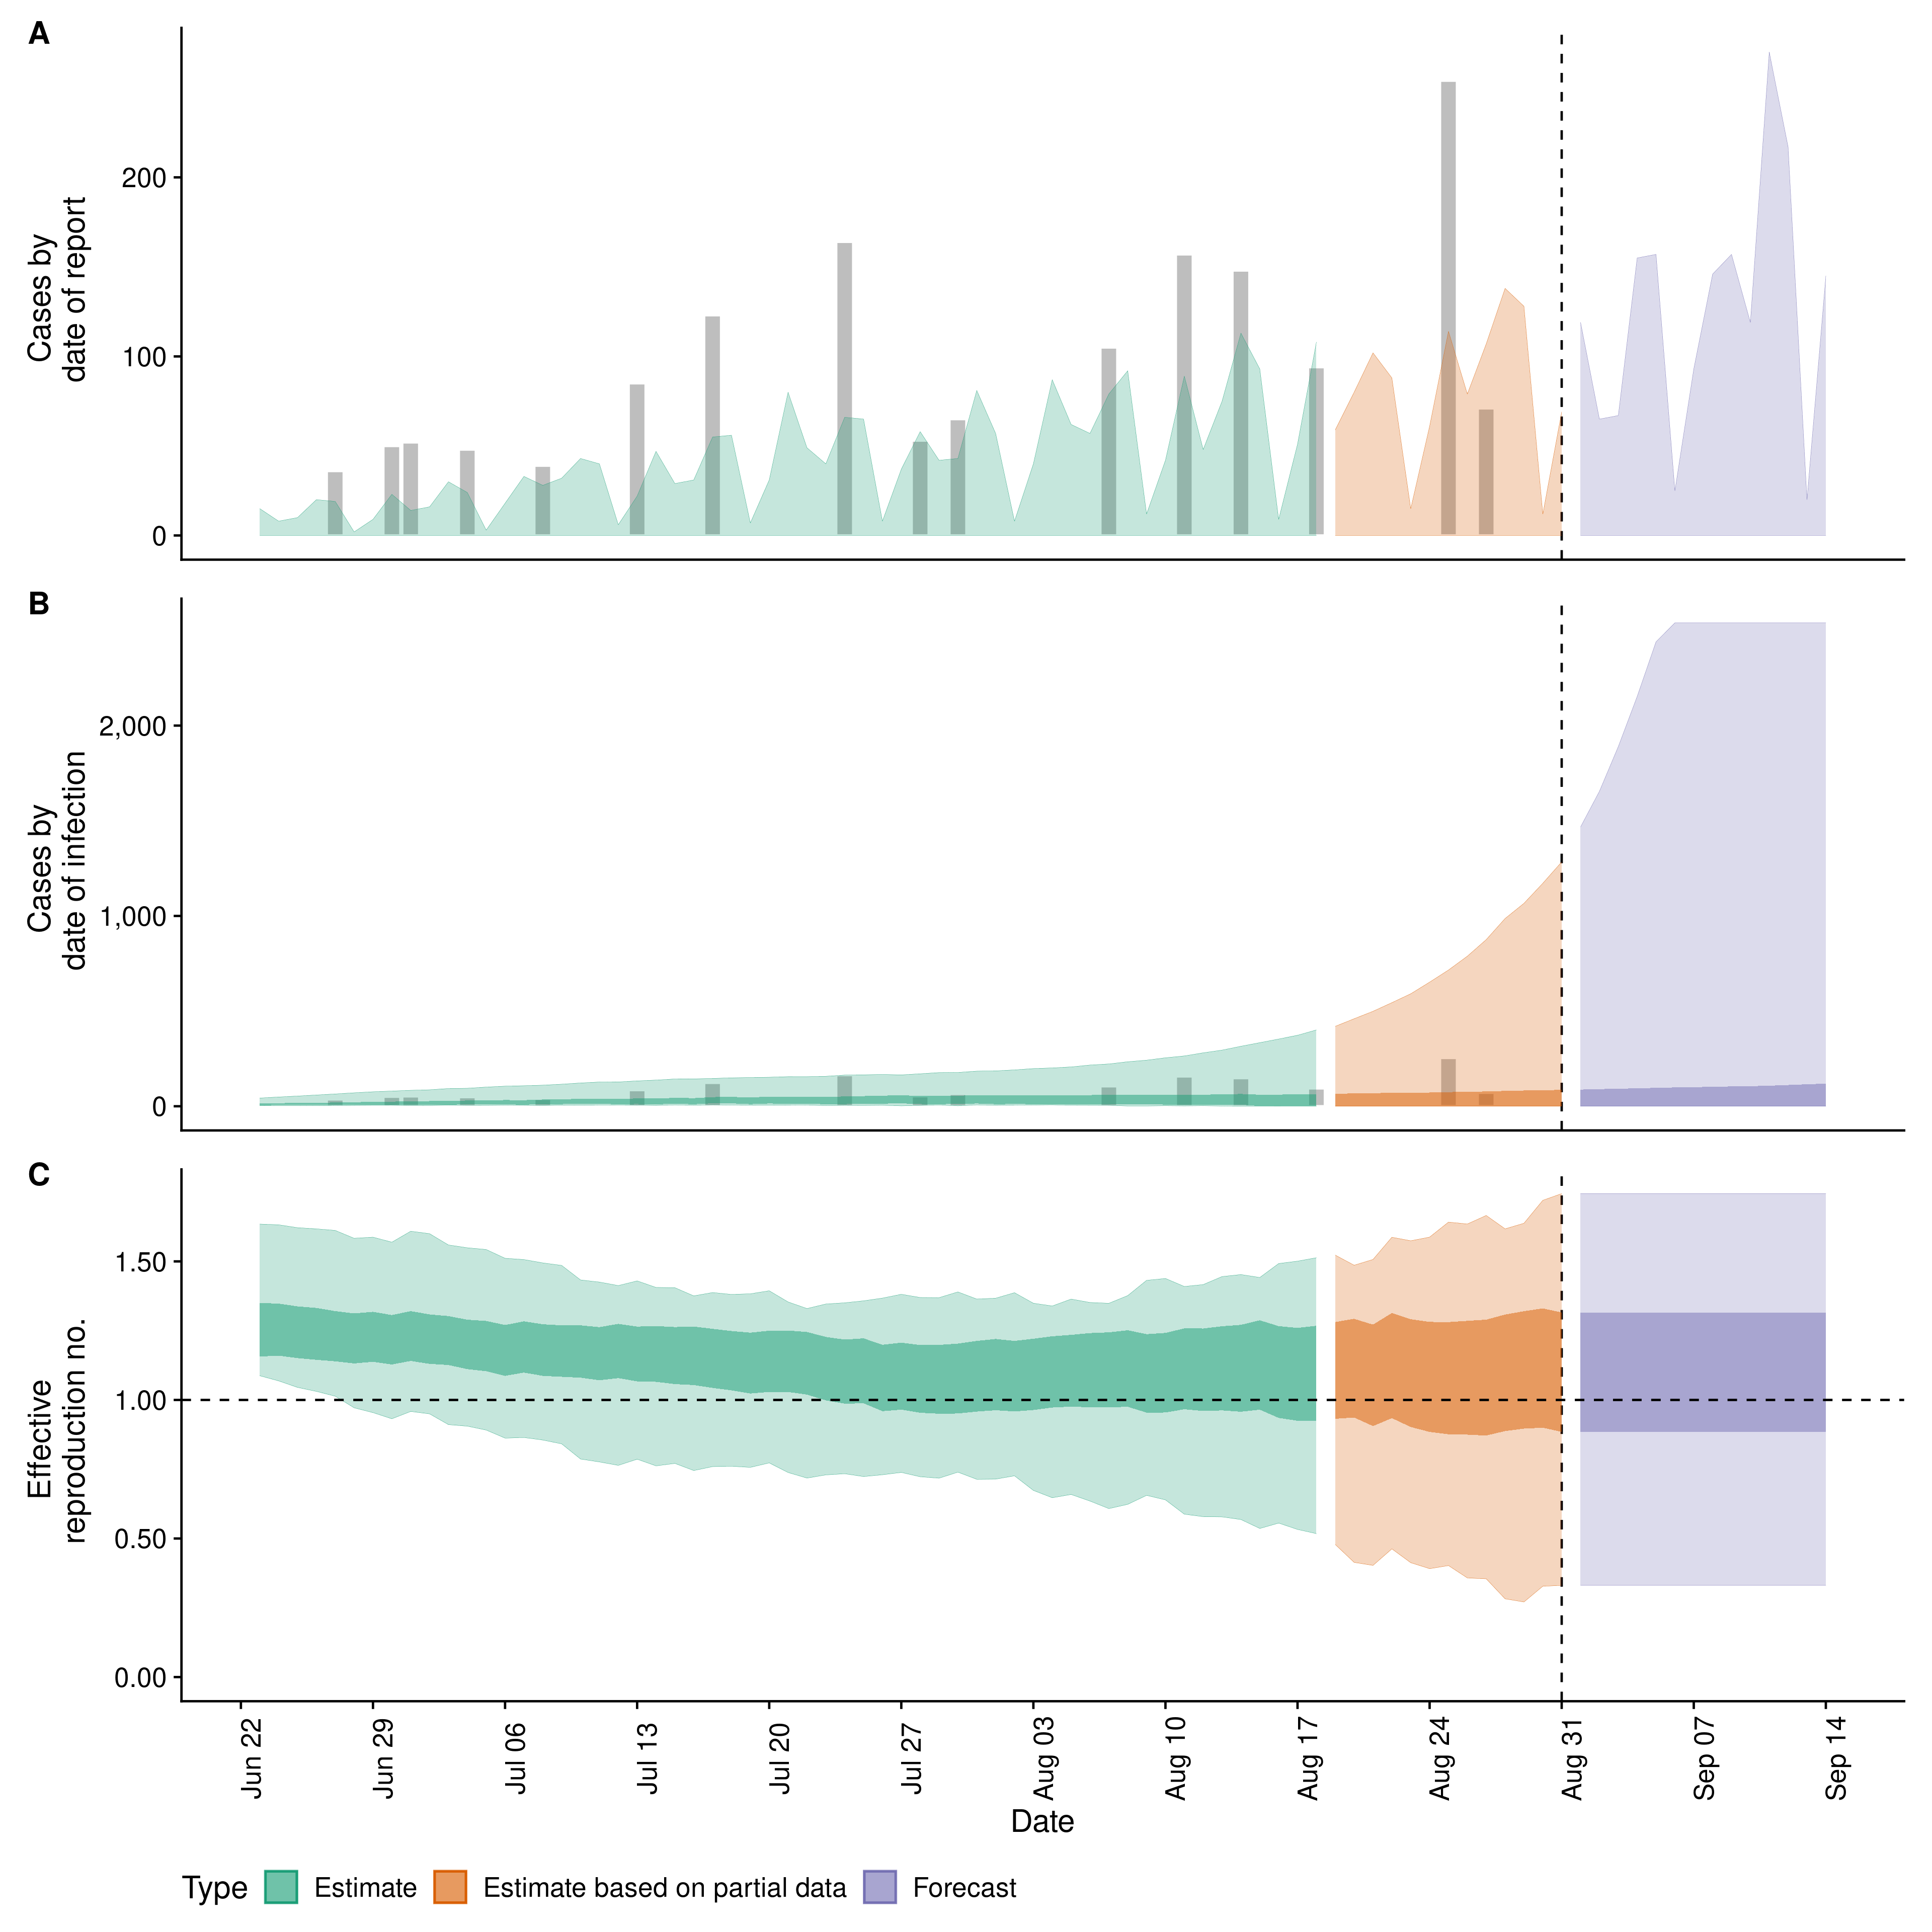 A
Cases by
date of report
200
100
0
B
Cases by
date of infection
2,000
1,000
0
C
Effective
reproduction no.
1.50
1.00
0.50
0.00
Jun 22
Jun 29
Jul 06
Jul 13
Jul 20
Jul 27
Aug 03
Aug 10
Aug 17
Aug 24
Aug 31
Sep 07
Sep 14
Date
Type
Estimate
Estimate based on partial data
Forecast